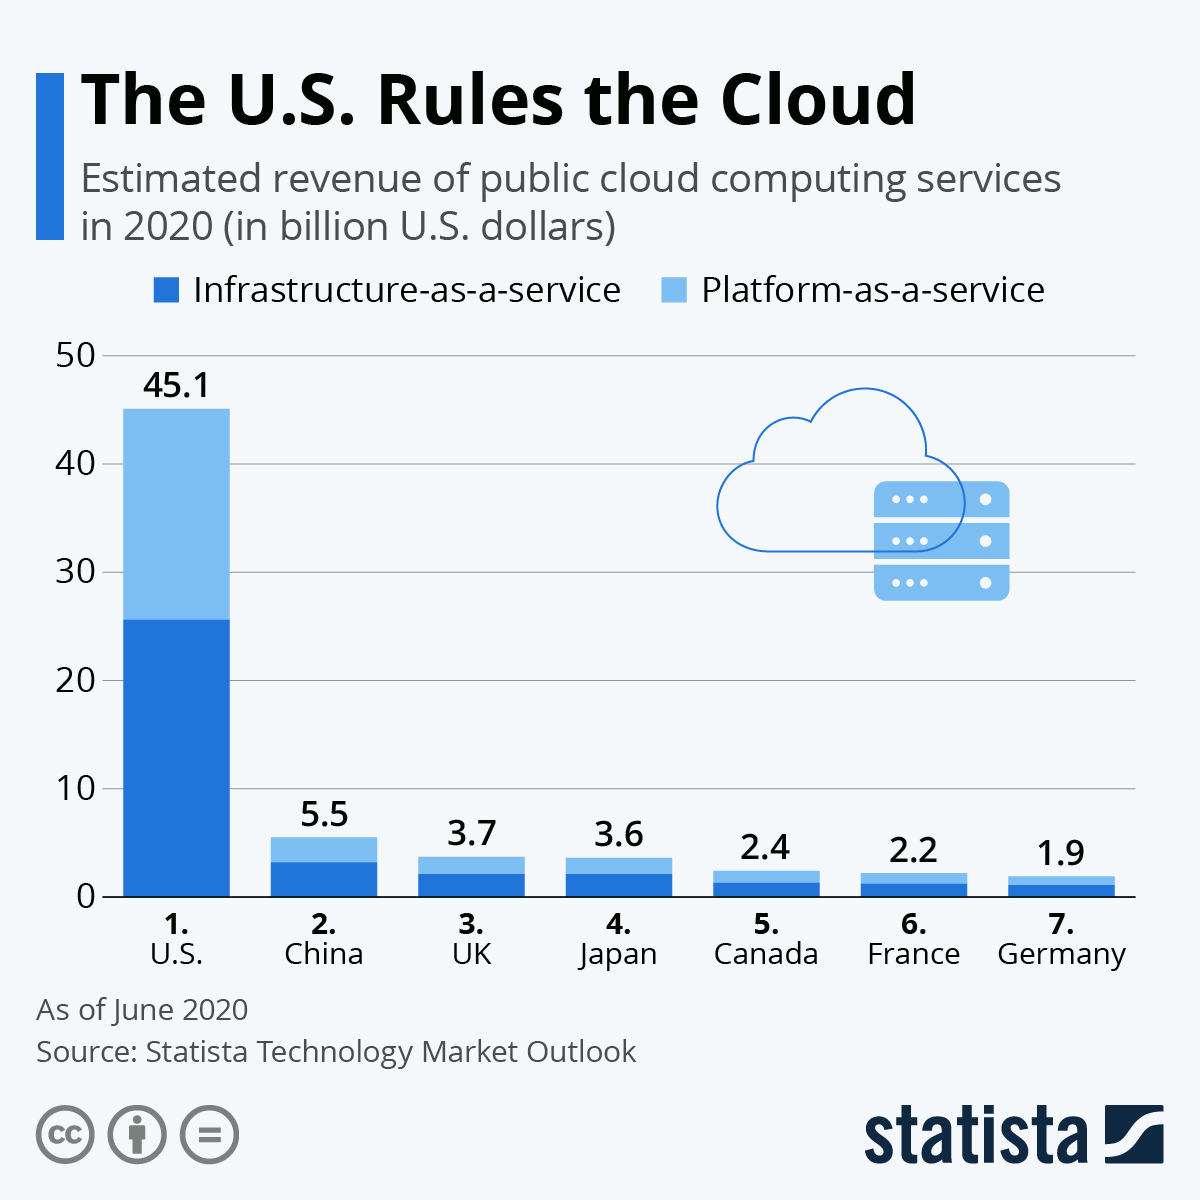 The U.S. Rules the Cloud
Estimated revenue of public cloud computing services
in 2020 (in billion U.S. dollars)
Infrastructure-as-a-service Platform-as-a-service
50
45.1
40
30
20
10
5.5 3.7 3.6 2.4 2.2 1.9
0
1. 2. 3. 4. 5. 6. 7.
U.S. China UK Japan Canada France Germany
As of June 2020
Source: Statista Technology Market Outlook
cc =
statista